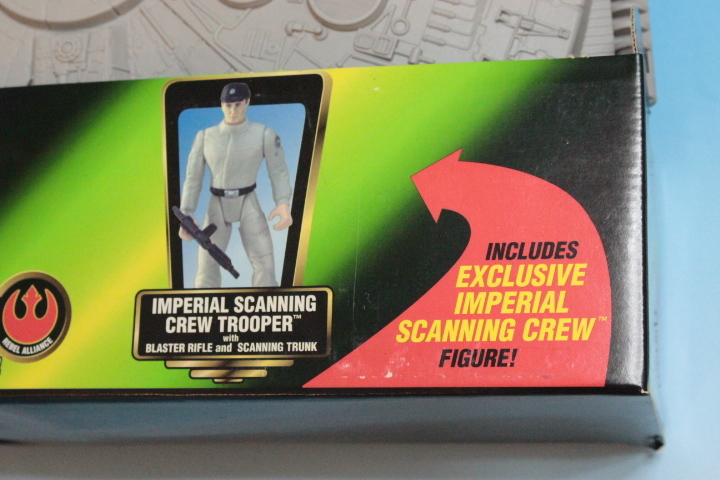 IMPERIAL SCANNING
CREW TROOPER™
with
BLASTER RIFLE and SCANNING TRUNK
INCLUDES
EXCLUSIVE
IMPERIAL
SCANNING CREW™
FIGURE!
REBEL ALLIANCE